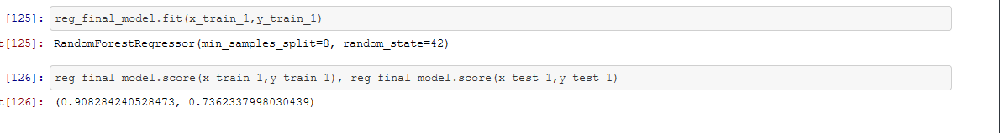 [125]: reg_final_model.fit(x_train_1,y_train_1)
t[125]: RandomForestRegressor(min_samples_split=8, random_state=42)
[126]: reg_final_model.score(x_train_1,y_train_1), reg_final_model.score(x_test_1,y_test_1)
t[126]: (0.908284240528473, 0.7362337998030439)